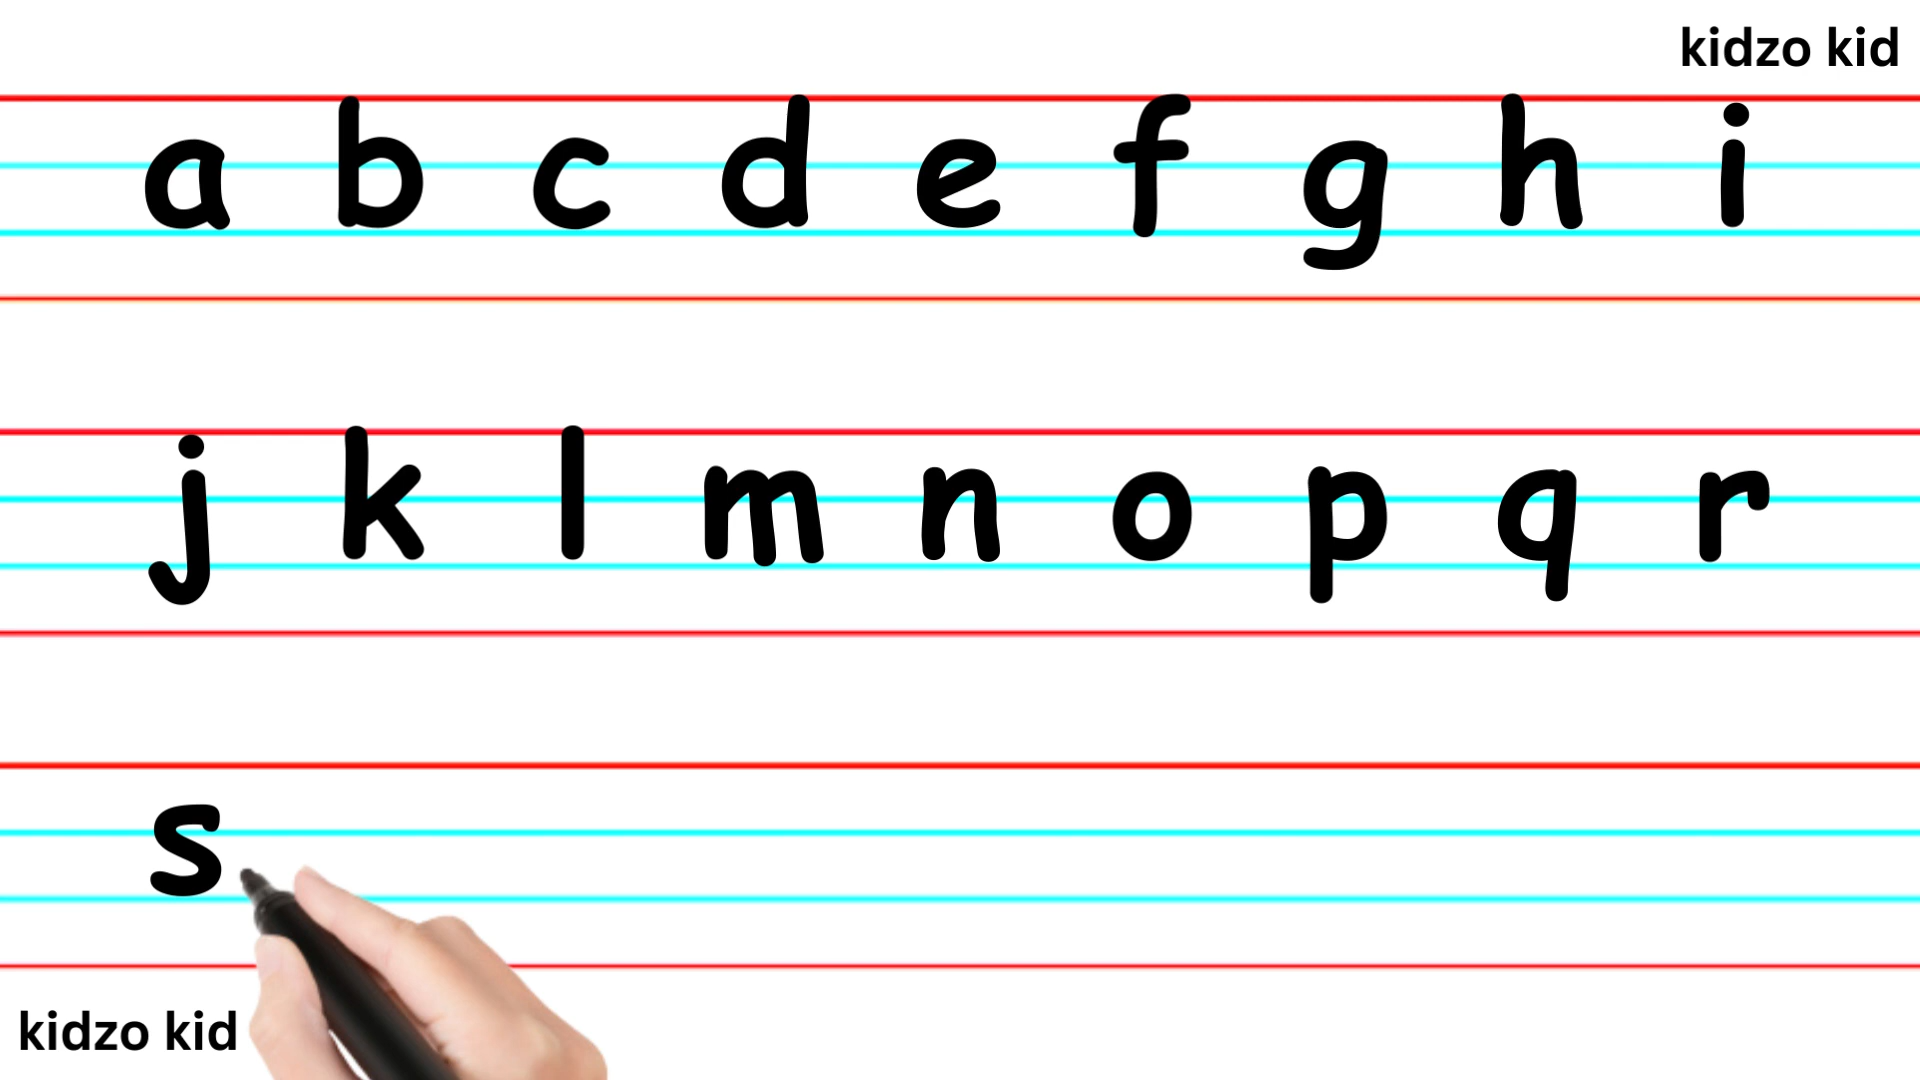 kidzo kid
a b c d e f g h i
j k l m n o p q r
s
kidzo kid